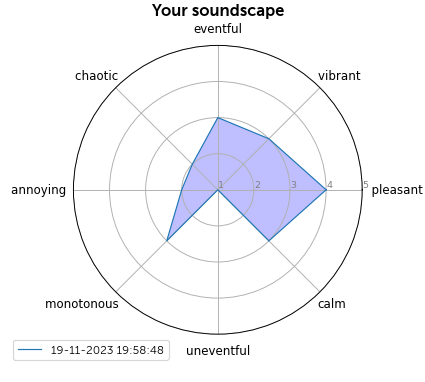 Your soundscape
eventful
chaotic
vibrant
annoying
1 2 3 4 5
pleasant
monotonous
calm
uneventful
19-11-2023 19:58:48